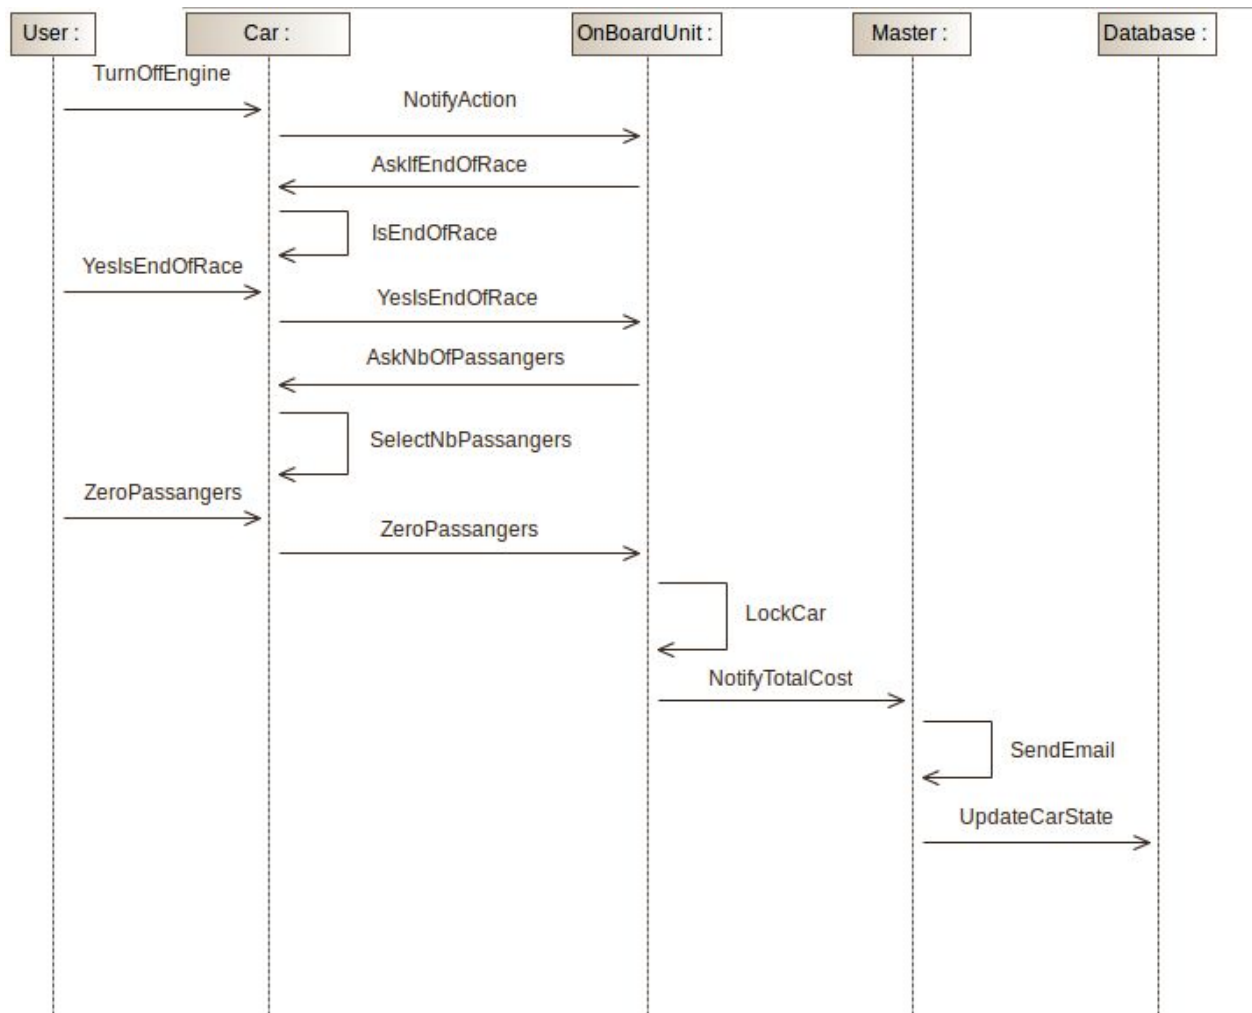 User :
Car :
OnBoardUnit :
Master :
Database :
TurnOffEngine
NotifyAction
AskIfEndOfRace
IsEndOfRace
YesIsEndOfRace
YesIsEndOfRace
AskNbOfPassangers
SelectNbPassangers
ZeroPassangers
ZeroPassangers
LockCar
NotifyTotalCost
SendEmail
UpdateCarState